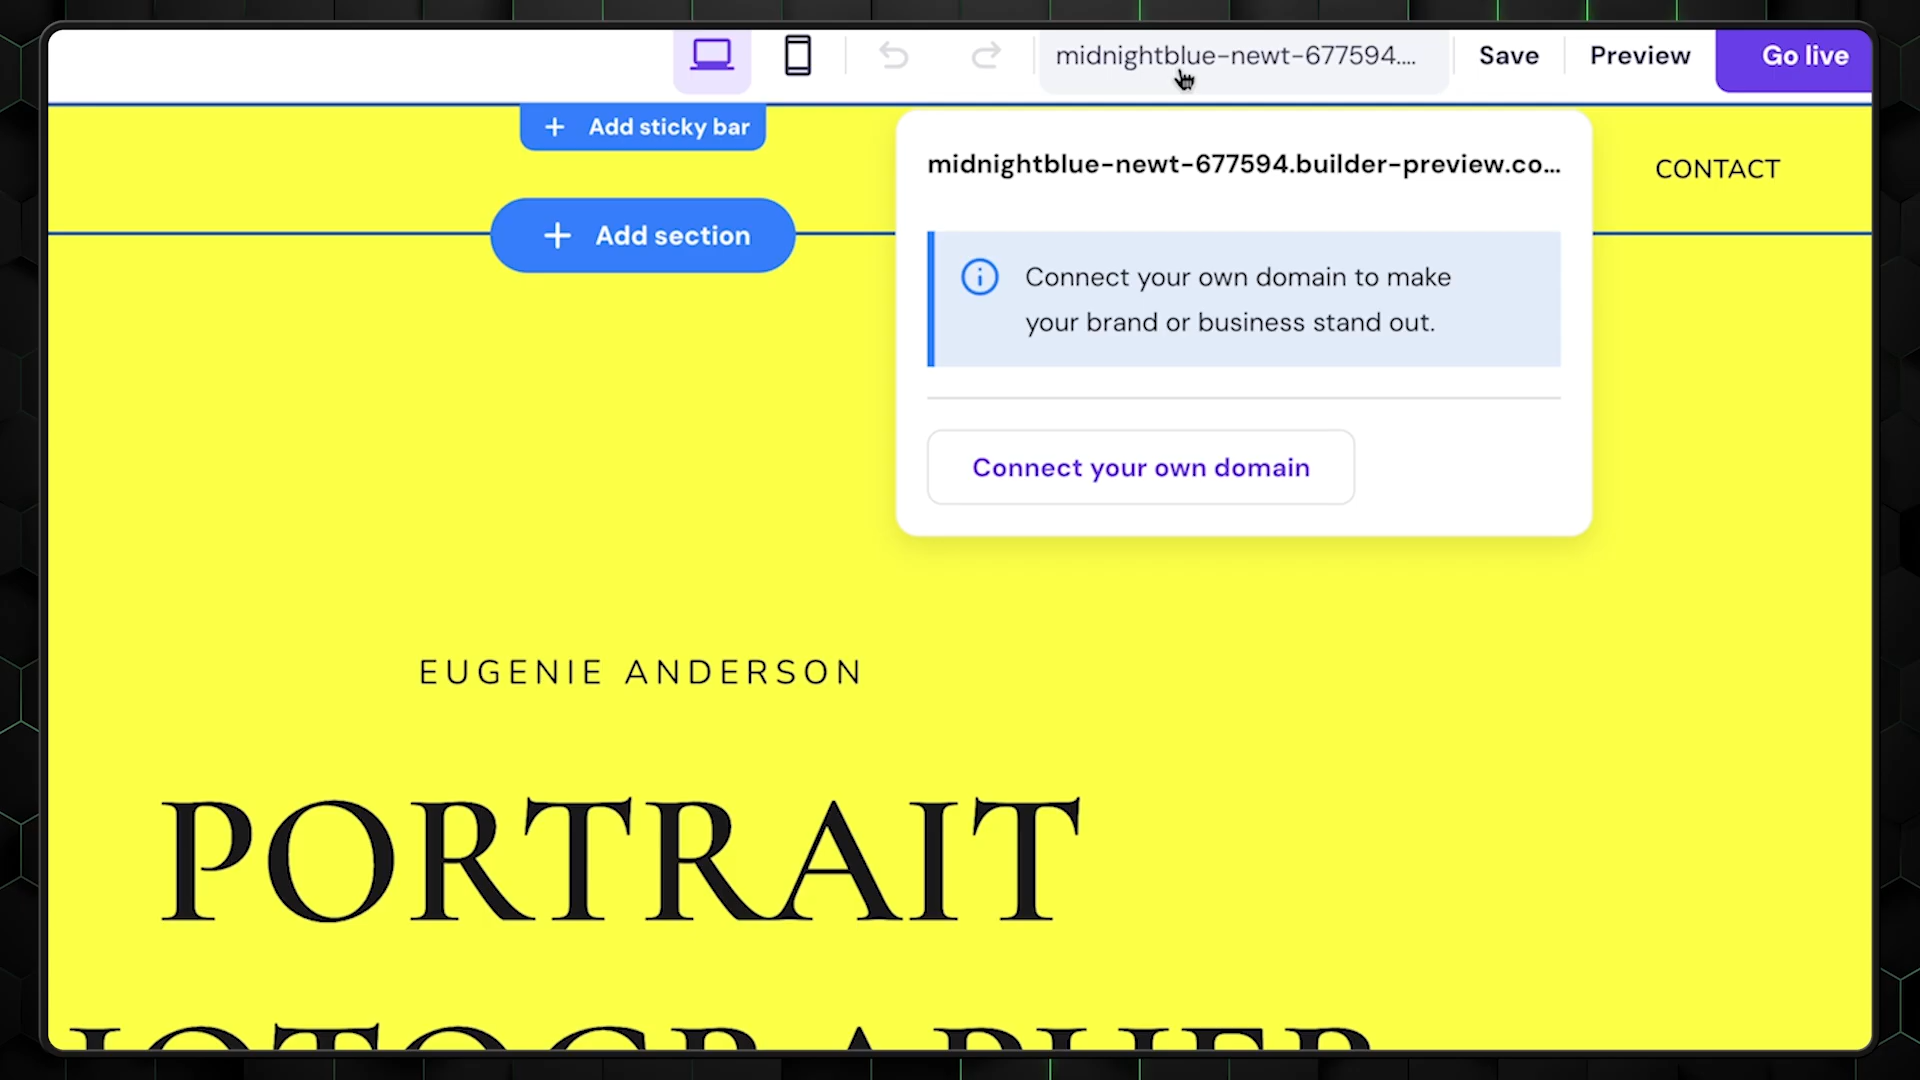 midnightblue-newt-677594....
Save
Preview
Go live
Add sticky bar
midnightblue-newt-677594.builder-preview.co...
CONTACT
Add section
Connect your own domain to make
your brand or business stand out.
Connect your own domain
EUGENIE ANDERSON
PORTRAIT